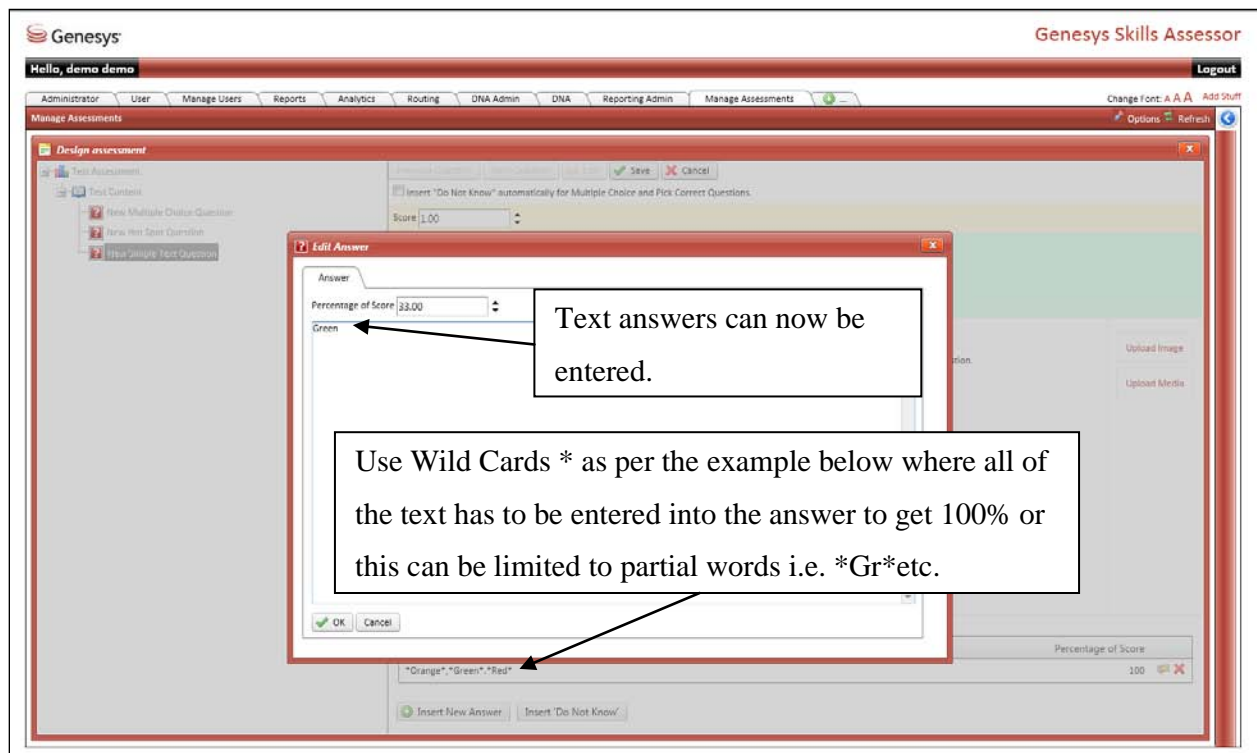 Genesys
Genesys Skills Assessor
Hello, demo demo
Logout
Administrator User Manage Users Reports Analytics Routing DNA Admin DNA Reporting Admin Manage Assessments ...
Change Font: A A A Add Stuff
Manage Assessments
Options Refresh
Design assessment
Test Assessment
Save Cancel
Test Content
Insert "Do Not Know" automatically for Multiple Choice and Pick Correct Questions.
New Multiple Choice Question
Score 1.00
New Hot Spot Question
New Simple Text Question
Edit Answer
Answer
Percentage of Score 33.00
Green
Text answers can now be
entered.
Upload Image
Upload Media
Use Wild Cards * as per the example below where all of
the text has to be entered into the answer to get 100% or
this can be limited to partial words i.e. *Gr*etc.
OK Cancel
Percentage of Score
*Orange*,*Green*.*Red*
100
Insert New Answer Insert 'Do Not Know'